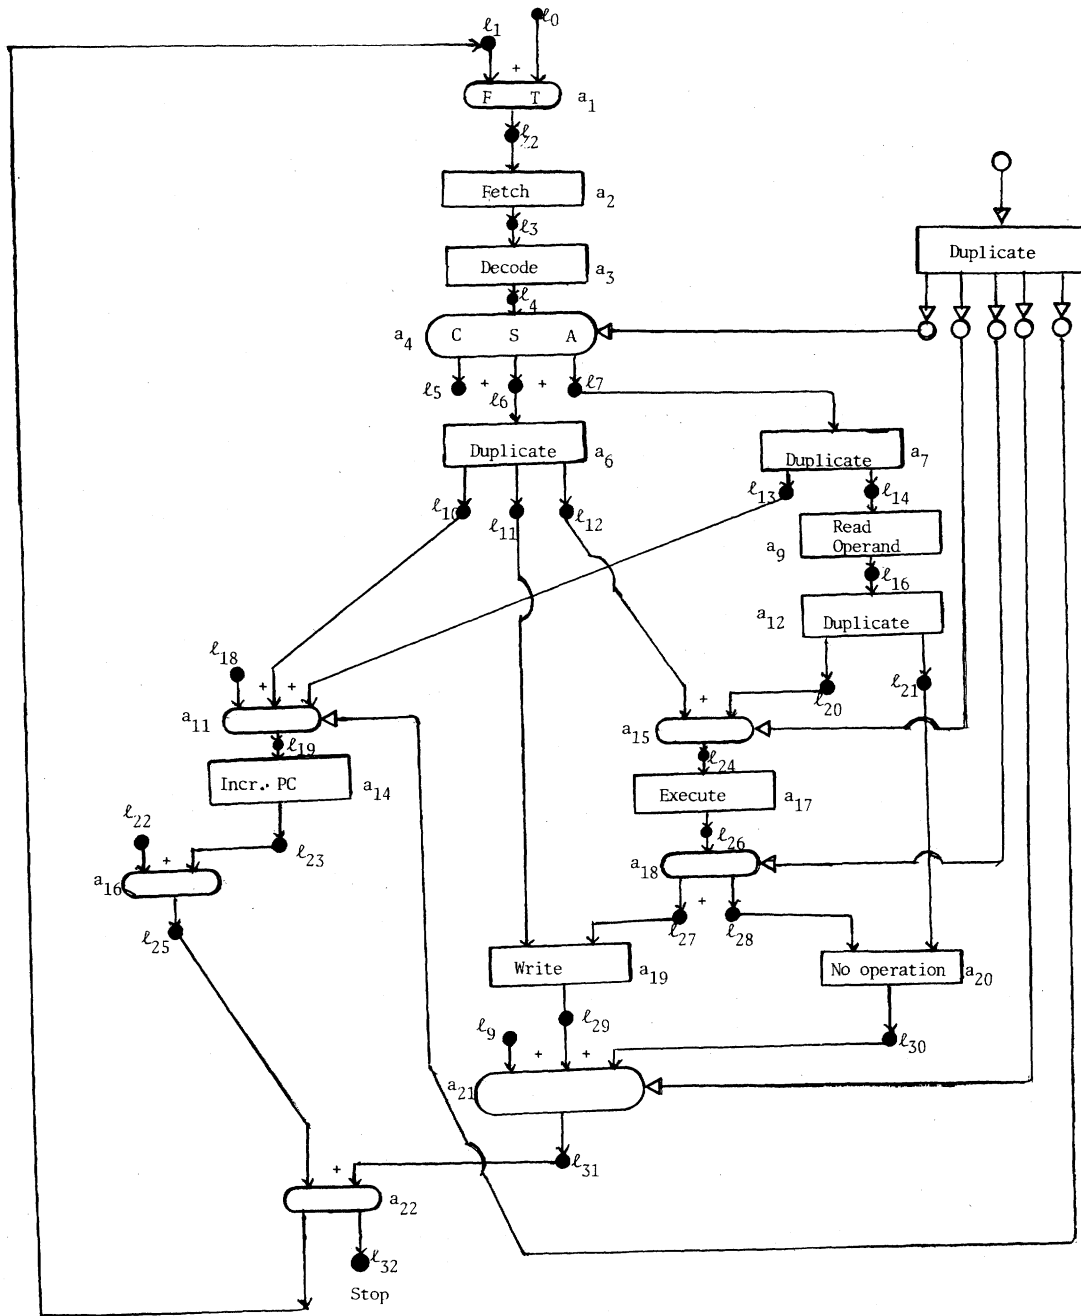 ℓ1 ℓ0
+
F T a1
ℓ2
Fetch a2
ℓ3
Decode a3
Duplicate
ℓ4
a4 C S A
ℓ5 + ℓ6 + ℓ7
Duplicate a6
Duplicate a7
ℓ10 ℓ11 ℓ12 ℓ13 ℓ14
Read
Operand
a9
ℓ16
a12 Duplicate
ℓ18
+ +
a11
ℓ19
ℓ20 ℓ21
+
a15
ℓ24
Incr. PC a14
Execute a17
ℓ22
+
ℓ23
ℓ26
a16
a18
+
ℓ25
ℓ27 ℓ28
Write a19
No operation a20
ℓ9 ℓ29
+ +
ℓ30
a21
ℓ31
+
a22
ℓ32
Stop